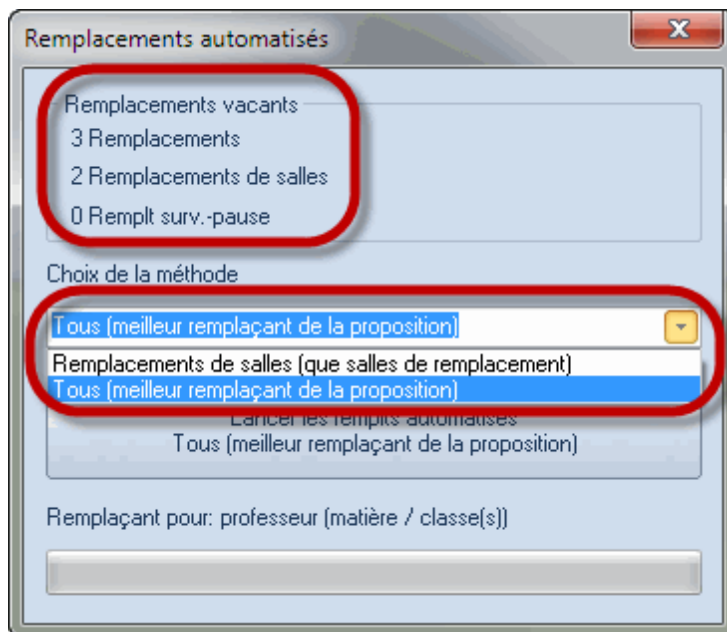 Remplacements automatisés
Remplacements vacants
3 Remplacements
2 Remplacements de salles
0 Remplt surv.-pause
Choix de la méthode
Tous (meilleur remplaçant de la proposition)
Remplacements de salles (que salles de remplacement)
Tous (meilleur remplaçant de la proposition)
Lancer les remplts automatisés
Tous (meilleur remplaçant de la proposition)
Remplaçant pour: professeur (matière / classe(s))